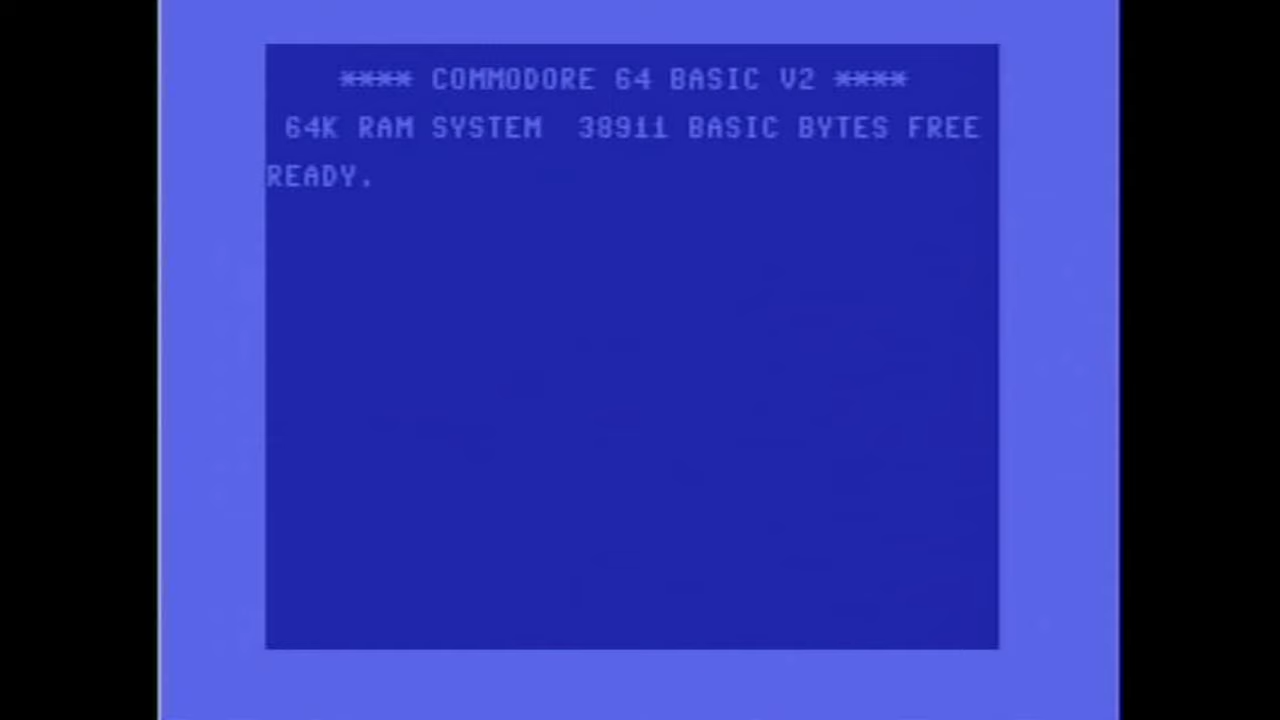 **** COMMODORE 64 BASIC V2 ****
64K RAM SYSTEM  38911 BASIC BYTES FREE
READY.